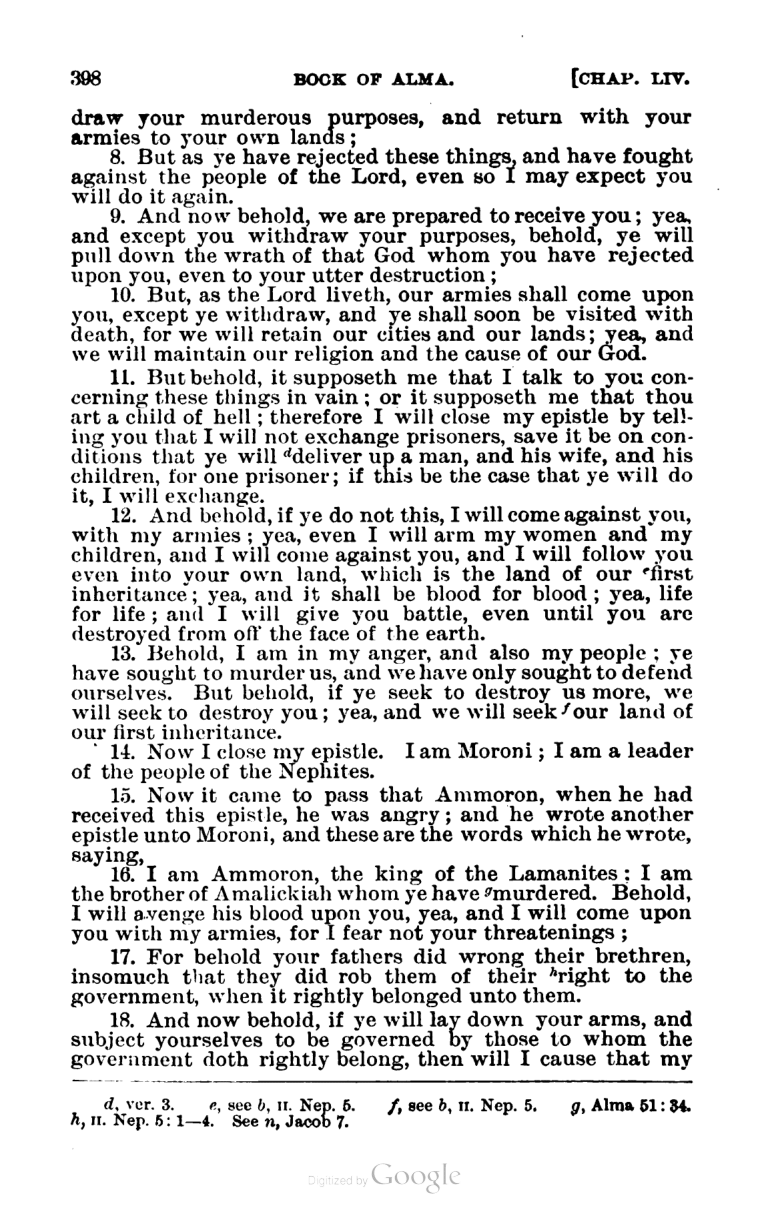 398 BOOK OF ALMA. [CHAP. LIV.
draw your murderous purposes, and return with your
armies to your own lands;
8. But as ye have rejected these things, and have fought
against the people of the Lord, even so I may expect you
will do it again.
9. And now behold, we are prepared to receive you; yea,
and except you withdraw your purposes, behold, ye will
pull down the wrath of that God whom you have rejected
upon you, even to your utter destruction;
10. But, as the Lord liveth, our armies shall come upon
you, except ye withdraw, and ye shall soon be visited with
death, for we will retain our cities and our lands; yea, and
we will maintain our religion and the cause of our God.
11. But behold, it supposeth me that I talk to you con-
cerning these things in vain; or it supposeth me that thou
art a child of hell; therefore I will close my epistle by tell-
ing you that I will not exchange prisoners, save it be on con-
ditions that ye will ᵈdeliver up a man, and his wife, and his
children, for one prisoner; if this be the case that ye will do
it, I will exchange.
12. And behold, if ye do not this, I will come against you,
with my armies; yea, even I will arm my women and my
children, and I will come against you, and I will follow you
even into your own land, which is the land of our ᵉfirst
inheritance; yea, and it shall be blood for blood; yea, life
for life; and I will give you battle, even until you are
destroyed from off the face of the earth.
13. Behold, I am in my anger, and also my people; ye
have sought to murder us, and we have only sought to defend
ourselves. But behold, if ye seek to destroy us more, we
will seek to destroy you; yea, and we will seek ᶠour land of
our first inheritance.
14. Now I close my epistle. I am Moroni; I am a leader
of the people of the Nephites.
15. Now it came to pass that Ammoron, when he had
received this epistle, he was angry; and he wrote another
epistle unto Moroni, and these are the words which he wrote,
saying,
16. I am Ammoron, the king of the Lamanites; I am
the brother of Amalickiah whom ye have ᵍmurdered. Behold,
I will avenge his blood upon you, yea, and I will come upon
you with my armies, for I fear not your threatenings;
17. For behold your fathers did wrong their brethren,
insomuch that they did rob them of their ʰright to the
government, when it rightly belonged unto them.
18. And now behold, if ye will lay down your arms, and
subject yourselves to be governed by those to whom the
government doth rightly belong, then will I cause that my
d, ver. 3. e, see b, II. Nep. 5. f, see b, II. Nep. 5. g, Alma 51:34.
h, II. Nep. 5:1—4. See n, Jacob 7.
Digitized by Google